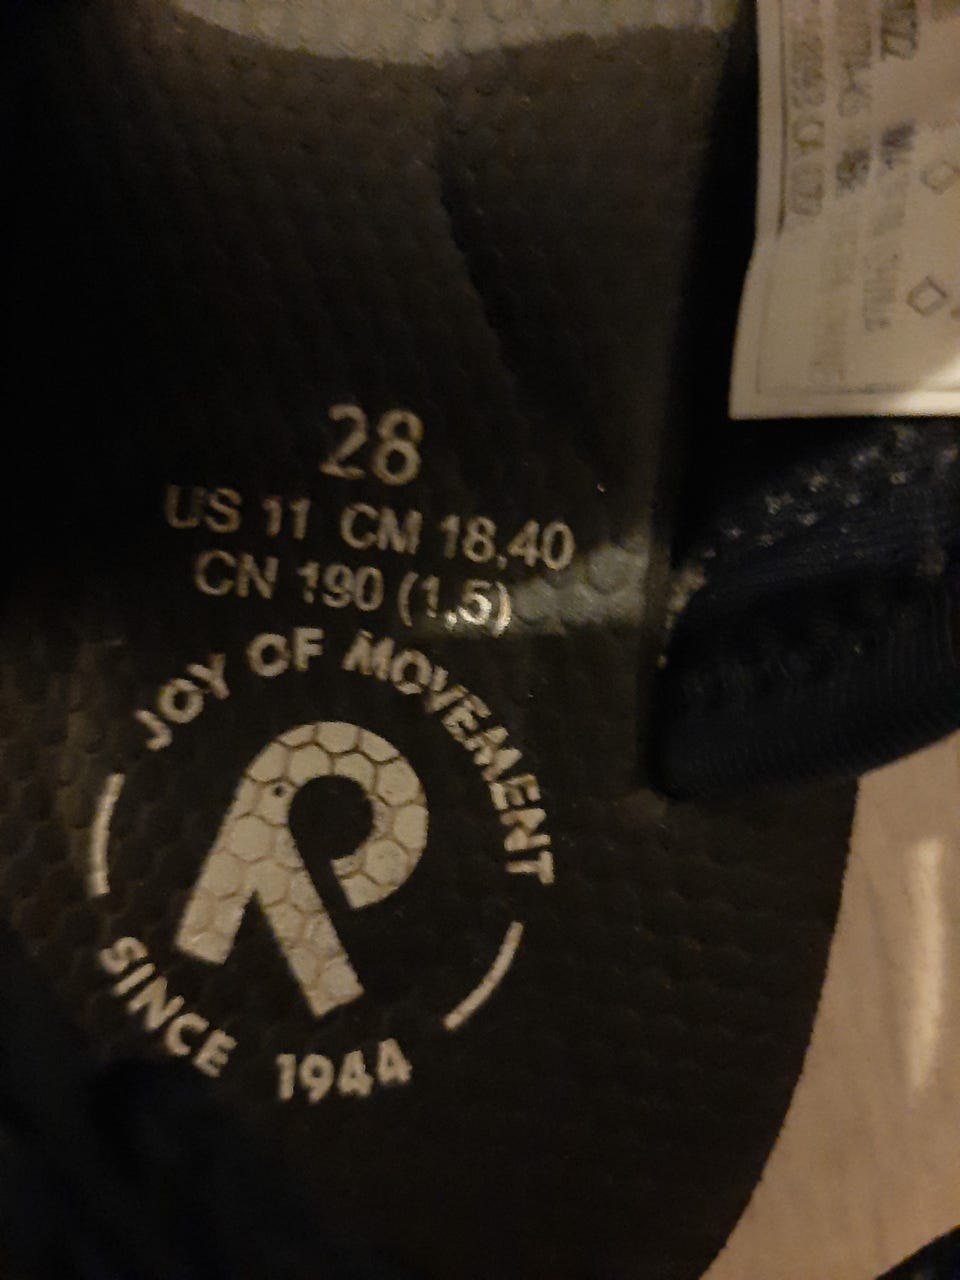 28
US 11 CM 18,40
CN 190 (1,5)
JOY OF MOVEMENT
SINCE 1944